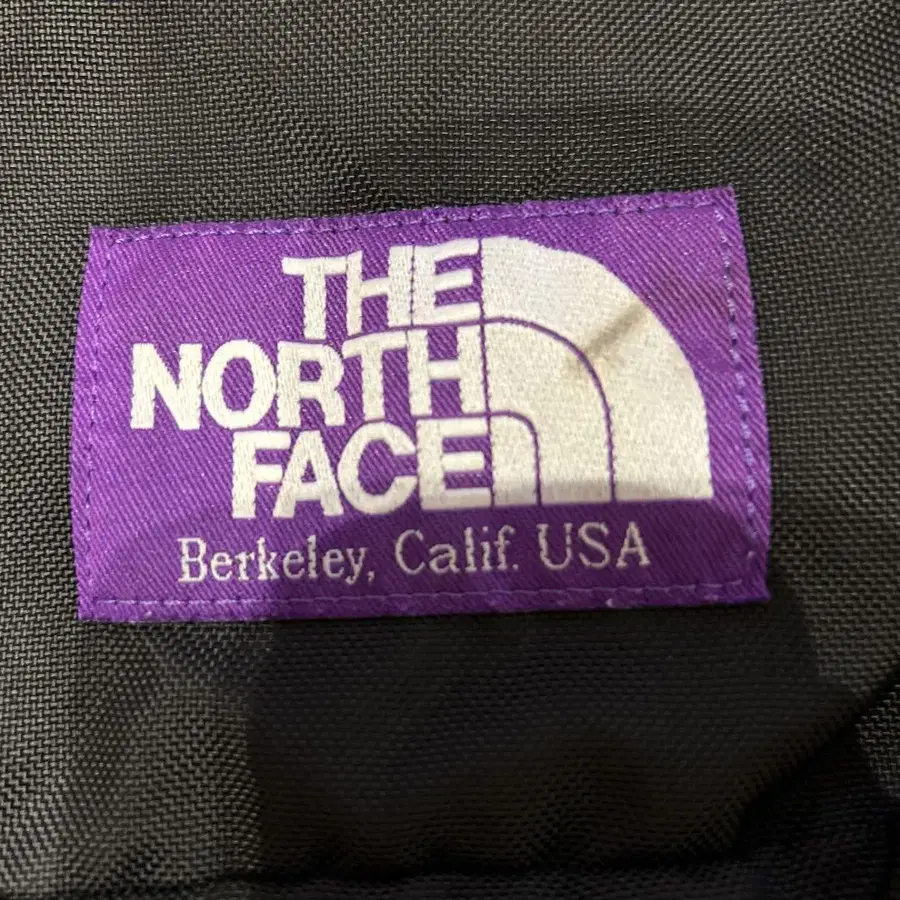 THE
NORTH
FACE
Berkeley, Calif. USA